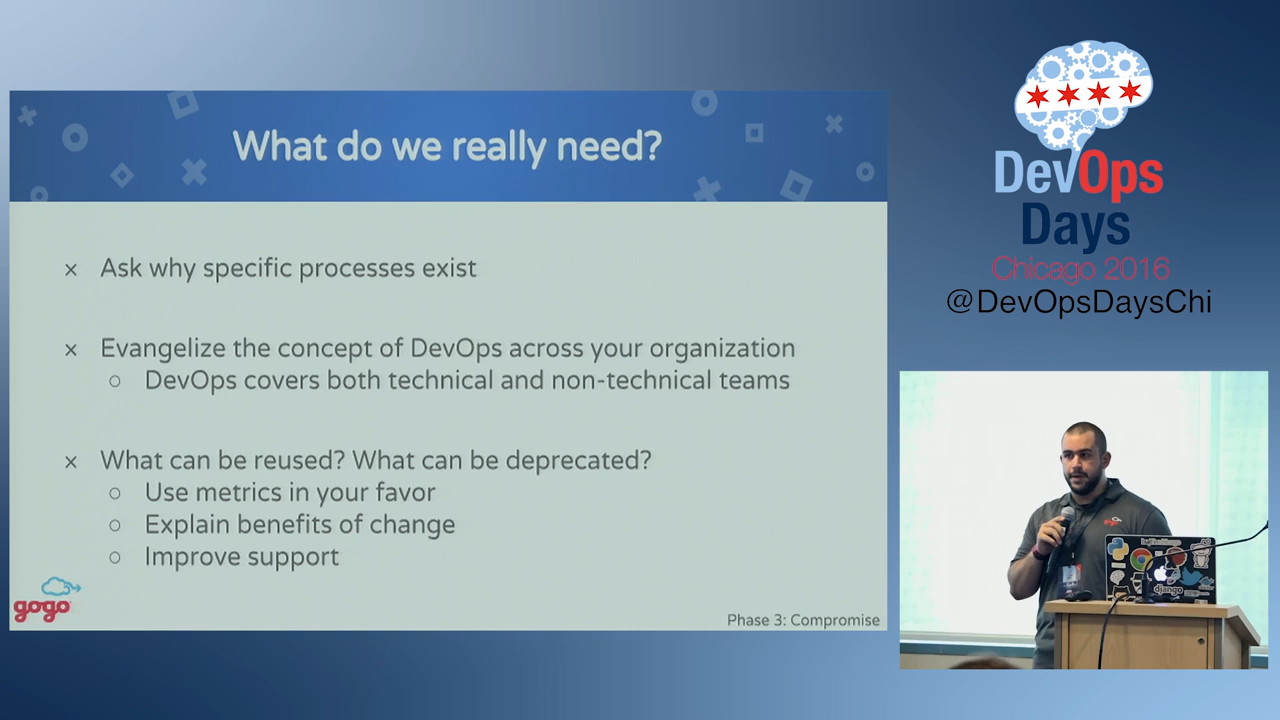 What do we really need?
× Ask why specific processes exist
× Evangelize the concept of DevOps across your organization
○ DevOps covers both technical and non-technical teams
× What can be reused? What can be deprecated?
○ Use metrics in your favor
○ Explain benefits of change
○ Improve support
gogo
Phase 3: Compromise
DevOps
Days
Chicago 2016
@DevOpsDaysChi
gogo
django